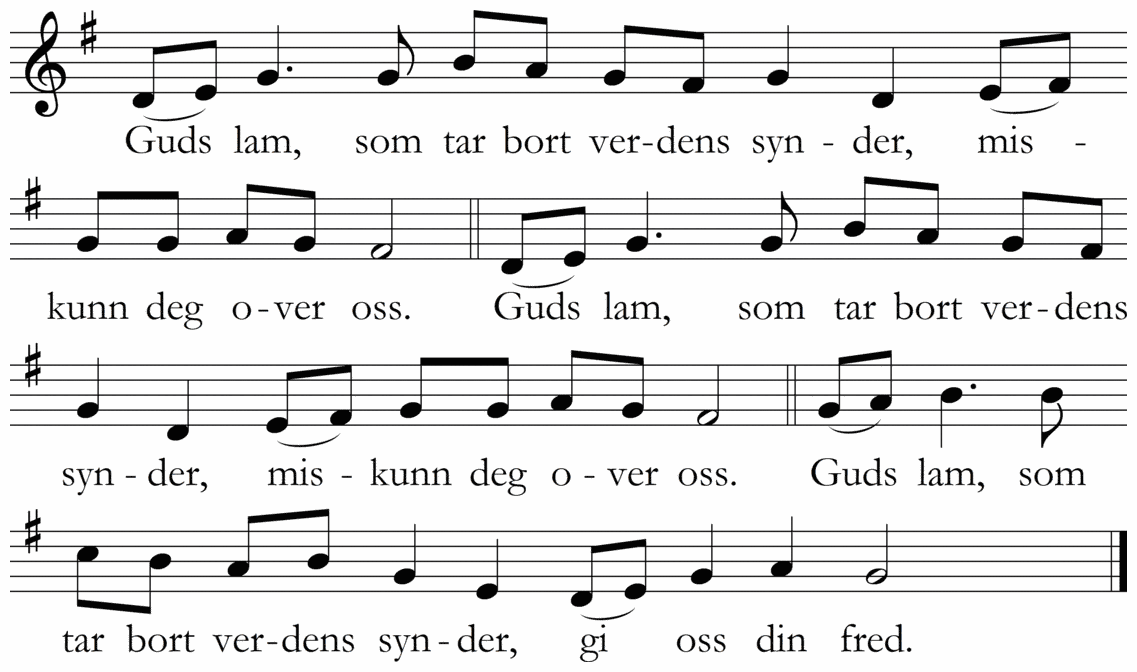 Guds lam, som tar bort ver-dens syn - der, mis -
kunn deg o-ver oss. Guds lam, som tar bort ver-dens
syn - der, mis - kunn deg o - ver oss. Guds lam, som
tar bort ver-dens syn-der, gi oss din fred.